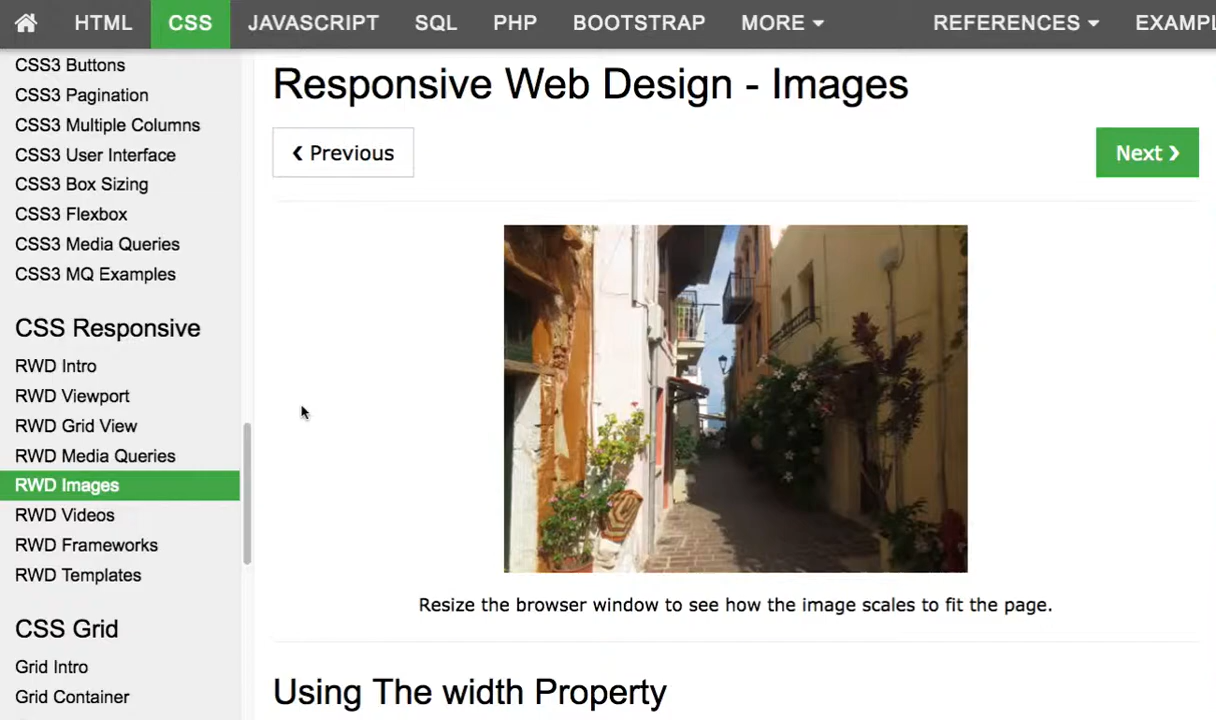 HTML CSS JAVASCRIPT SQL PHP BOOTSTRAP MORE REFERENCES EXAMPL
CSS3 Buttons
CSS3 Pagination
CSS3 Multiple Columns
CSS3 User Interface
CSS3 Box Sizing
CSS3 Flexbox
CSS3 Media Queries
CSS3 MQ Examples
CSS Responsive
RWD Intro
RWD Viewport
RWD Grid View
RWD Media Queries
RWD Images
RWD Videos
RWD Frameworks
RWD Templates
CSS Grid
Grid Intro
Grid Container
Responsive Web Design - Images
❮ Previous
Next ❯
Resize the browser window to see how the image scales to fit the page.
Using The width Property